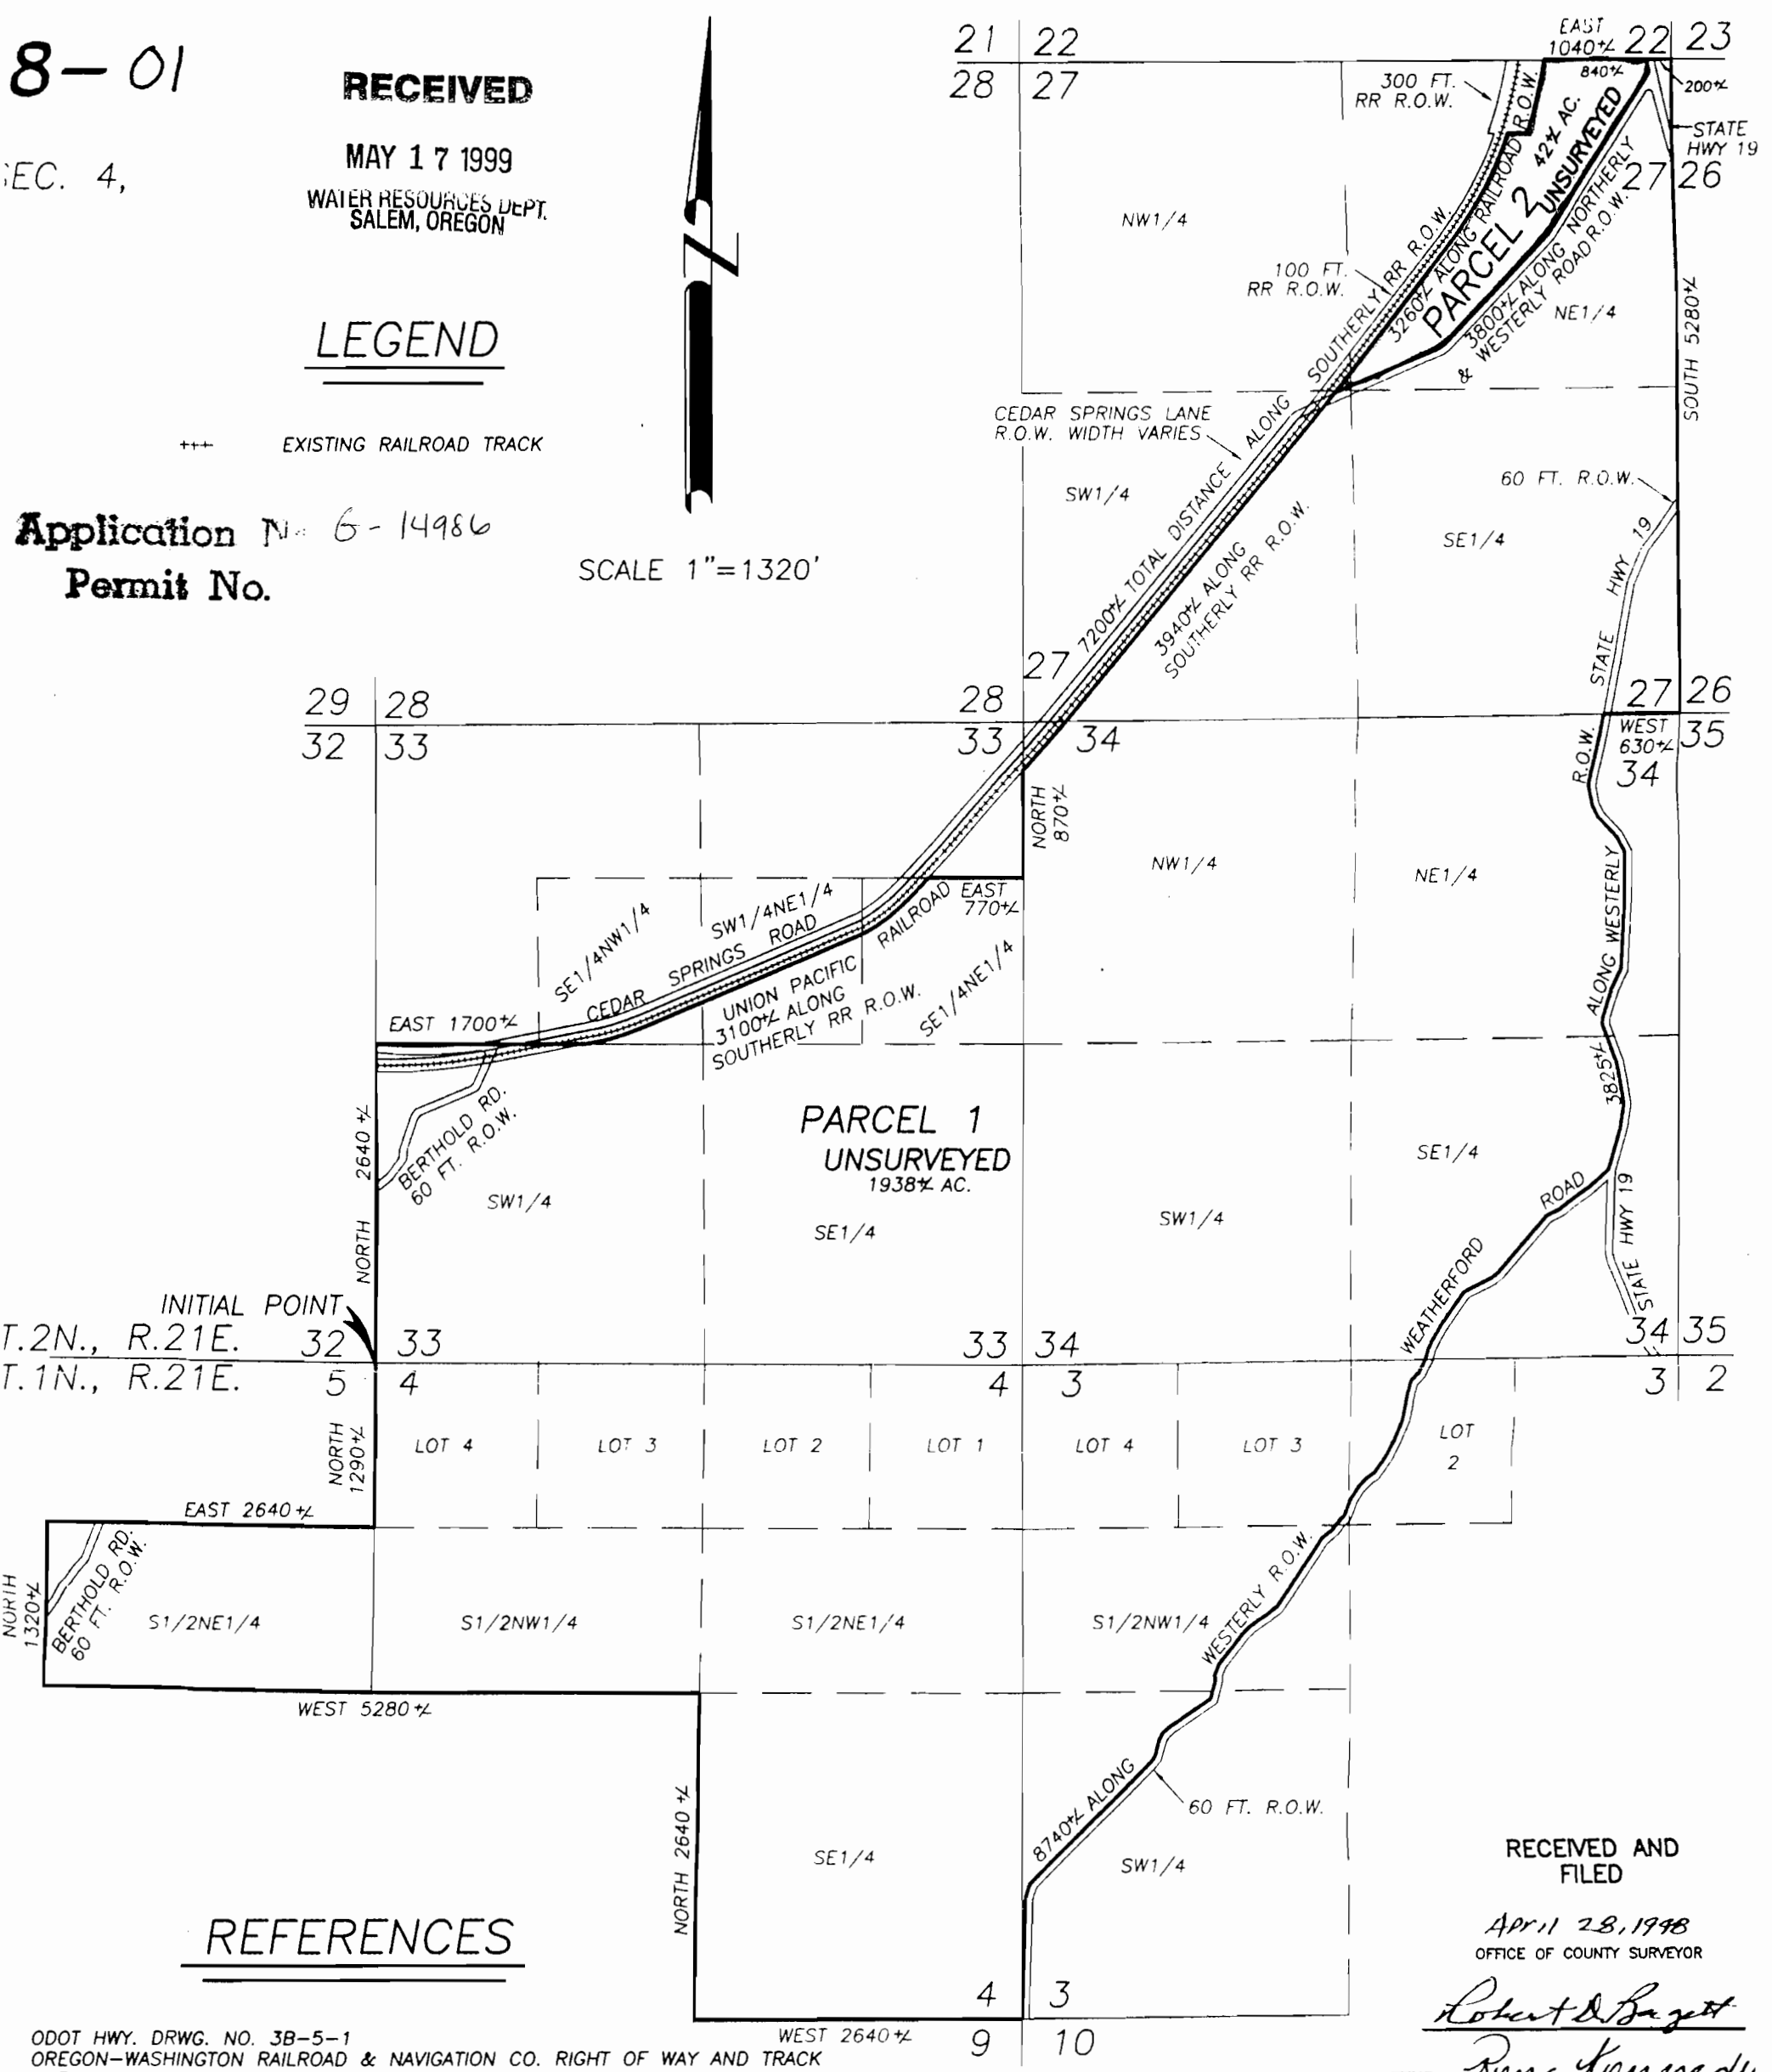 8-01
RECEIVED
MAY 17 1999
WATER RESOURCES DEPT.
SALEM, OREGON
SEC. 4,
LEGEND
+++ EXISTING RAILROAD TRACK
Application No. G-14986
Permit No.
SCALE 1"=1320'
21 22
28 27
EAST
1040+/-
22 23
840+/-
200+/-
300 FT.
RR R.O.W.
STATE
HWY 19
27 26
PARCEL 2
42+/- AC.
UNSURVEYED
NW1/4
100 FT.
RR R.O.W.
SOUTHERLY RR R.O.W.
3260+/- ALONG RAILROAD R.O.W.
3800+/- ALONG NORTHERLY
& WESTERLY ROAD R.O.W.
NE1/4
SOUTH 5280+/-
CEDAR SPRINGS LANE
R.O.W. WIDTH VARIES
7200+/- TOTAL DISTANCE ALONG
SW1/4
3940+/- ALONG
SOUTHERLY RR R.O.W.
60 FT. R.O.W.
SE1/4
STATE HWY 19
29 28
32 33
28 27
33 34
27 26
WEST
630+/-
34 35
R.O.W.
NORTH
870+/-
NW1/4
NE1/4
EAST
770+/-
SE1/4NW1/4
SW1/4NE1/4
CEDAR SPRINGS ROAD
UNION PACIFIC RAILROAD
3100+/- ALONG
SOUTHERLY RR R.O.W.
SE1/4NE1/4
EAST 1700+/-
3825+/- ALONG WESTERLY
BERTHOLD RD.
60 FT. R.O.W.
NORTH 2640+/-
PARCEL 1
UNSURVEYED
1938+/- AC.
SW1/4
SE1/4
SW1/4
SE1/4
WEATHERFORD ROAD
STATE HWY 19
INITIAL POINT
T.2N., R.21E. 32 33
33 34
34 35
T.1N., R.21E. 5 4
4 3
3 2
NORTH
1290+/-
LOT 4
LOT 3
LOT 2
LOT 1
LOT 4
LOT 3
LOT
2
EAST 2640+/-
NORTH
1320+/-
BERTHOLD RD.
60 FT. R.O.W.
S1/2NE1/4
S1/2NW1/4
S1/2NE1/4
S1/2NW1/4
WESTERLY R.O.W.
WEST 5280+/-
NORTH 2640+/-
8740+/- ALONG
60 FT. R.O.W.
SE1/4
SW1/4
4 3
9 10
WEST 2640+/-
REFERENCES
ODOT HWY. DRWG. NO. 3B-5-1
OREGON-WASHINGTON RAILROAD & NAVIGATION CO. RIGHT OF WAY AND TRACK
RECEIVED AND
FILED
April 28, 1998
OFFICE OF COUNTY SURVEYOR
Robert D Bagett